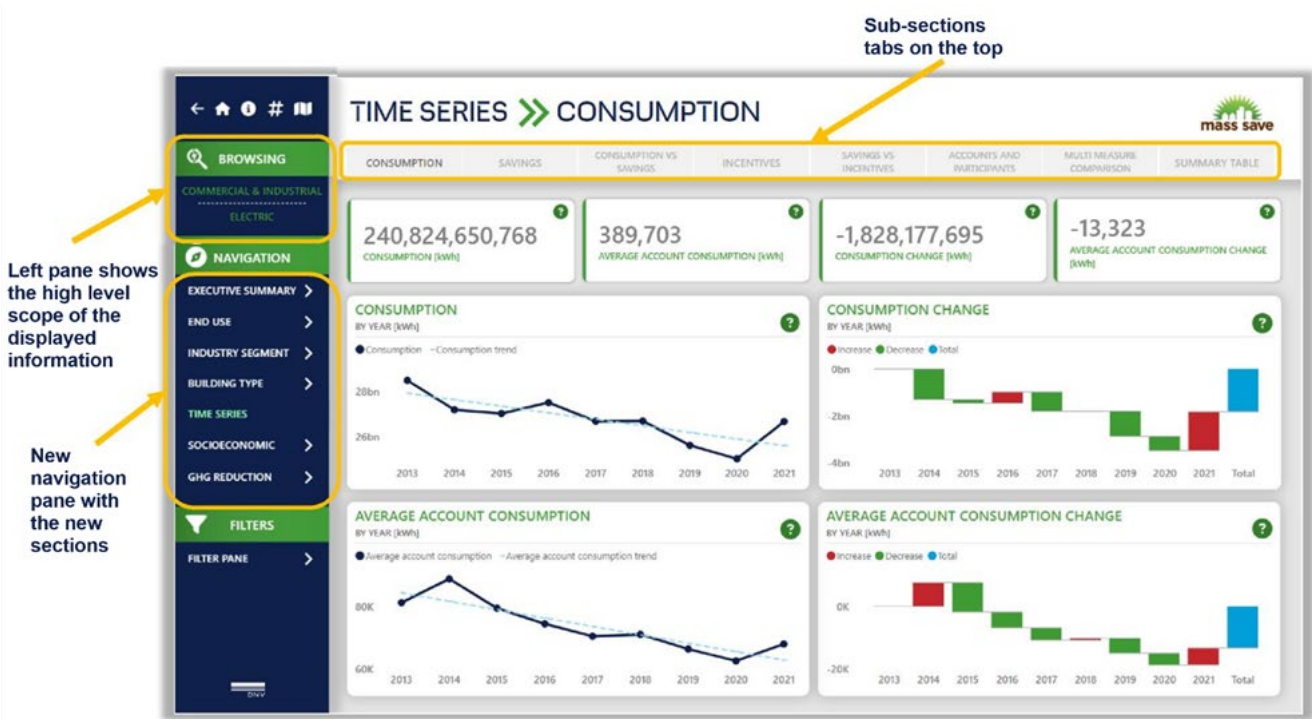 Sub-sections
tabs on the top
TIME SERIES >> CONSUMPTION
mass save
BROWSING
COMMERCIAL & INDUSTRIAL
ELECTRIC
CONSUMPTION
SAVINGS
CONSUMPTION VS
SAVINGS
INCENTIVES
SAVINGS VS
INCENTIVES
ACCOUNTS AND
PARTICIPANTS
MULTI MEASURE
COMPARISON
SUMMARY TABLE
Left pane shows
the high level
scope of the
displayed
information
New
navigation
pane with
the new
sections
NAVIGATION
EXECUTIVE SUMMARY
END USE
INDUSTRY SEGMENT
BUILDING TYPE
TIME SERIES
SOCIOECONOMIC
GHG REDUCTION
FILTERS
FILTER PANE
DNV
240,824,650,768
CONSUMPTION [kWh]
389,703
AVERAGE ACCOUNT CONSUMPTION [kWh]
-1,828,177,695
CONSUMPTION CHANGE [kWh]
-13,323
AVERAGE ACCOUNT CONSUMPTION CHANGE
[kWh]
CONSUMPTION
BY YEAR [kWh]
Consumption Consumption trend
28bn
26bn
2013 2014 2015 2016 2017 2018 2019 2020 2021
CONSUMPTION CHANGE
BY YEAR [kWh]
Increase Decrease Total
0bn
-2bn
-4bn
2013 2014 2015 2016 2017 2018 2019 2020 2021 Total
AVERAGE ACCOUNT CONSUMPTION
BY YEAR [kWh]
Average account consumption Average account consumption trend
80K
60K
2013 2014 2015 2016 2017 2018 2019 2020 2021
AVERAGE ACCOUNT CONSUMPTION CHANGE
BY YEAR [kWh]
Increase Decrease Total
0K
-20K
2013 2014 2015 2016 2017 2018 2019 2020 2021 Total